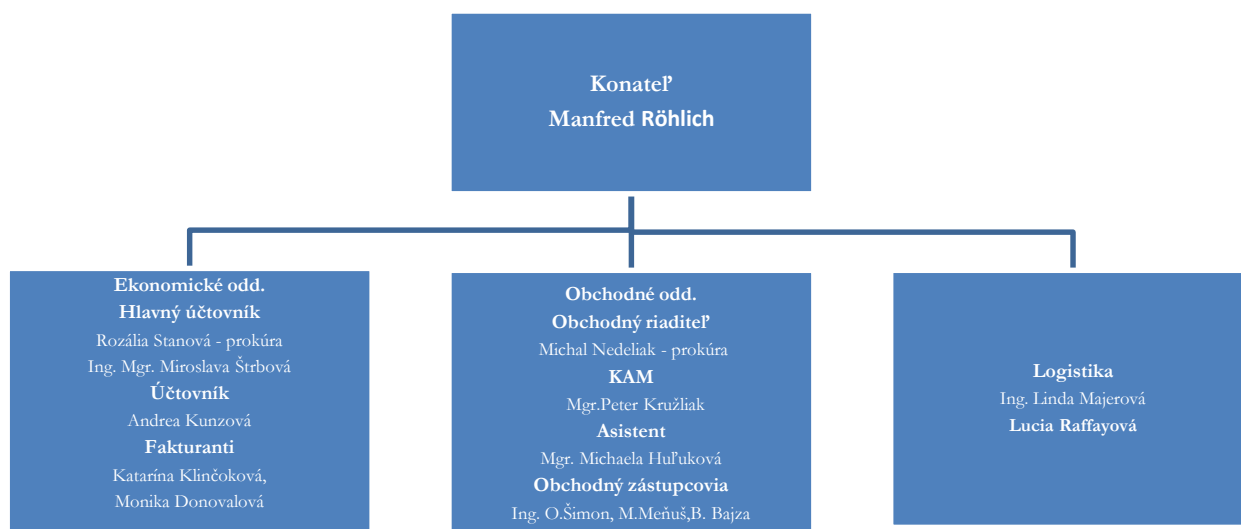 Konateľ
Manfred Röhlich
Ekonomické odd.
Hlavný účtovník
Rozália Stanová - prokúra
Ing. Mgr. Miroslava Štrbová
Účtovník
Andrea Kunzová
Fakturanti
Katarína Klinčoková,
Monika Donovalová
Obchodné odd.
Obchodný riaditeľ
Michal Nedeliak - prokúra
KAM
Mgr.Peter Kružliak
Asistent
Mgr. Michaela Huľuková
Obchodný zástupcovia
Ing. O.Šimon, M.Meňuš,B. Bajza
Logistika
Ing. Linda Majerová
Lucia Raffayová